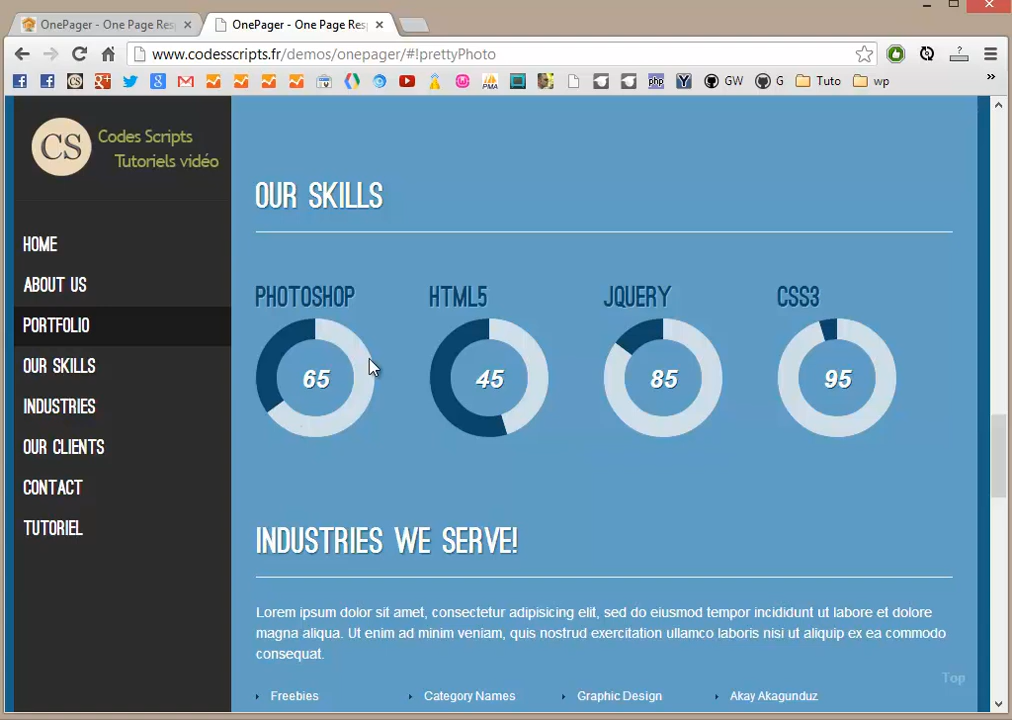 OnePager - One Page Res
OnePager - One Page Resp
www.codesscripts.fr/demos/onepager/#!prettyPhoto
GW
G
Tuto
wp
CS
Codes Scripts
Tutoriels vidéo
HOME
ABOUT US
PORTFOLIO
OUR SKILLS
INDUSTRIES
OUR CLIENTS
CONTACT
TUTORIEL
OUR SKILLS
PHOTOSHOP
HTML5
JQUERY
CSS3
65
45
85
95
INDUSTRIES WE SERVE!
Lorem ipsum dolor sit amet, consectetur adipisicing elit, sed do eiusmod tempor incididunt ut labore et dolore
magna aliqua. Ut enim ad minim veniam, quis nostrud exercitation ullamco laboris nisi ut aliquip ex ea commodo
consequat.
Freebies
Category Names
Graphic Design
Akay Akagunduz
Top